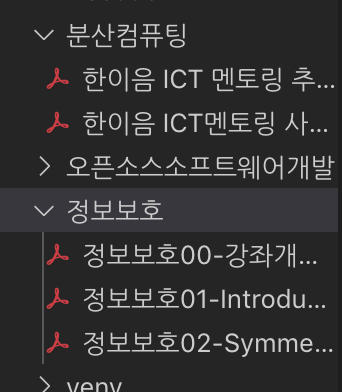 분산컴퓨팅
한이음 ICT 멘토링 추...
한이음 ICT멘토링 사...
오픈소스소프트웨어개발
정보보호
정보보호00-강좌개...
정보보호01-Introdu...
정보보호02-Symme...
venv